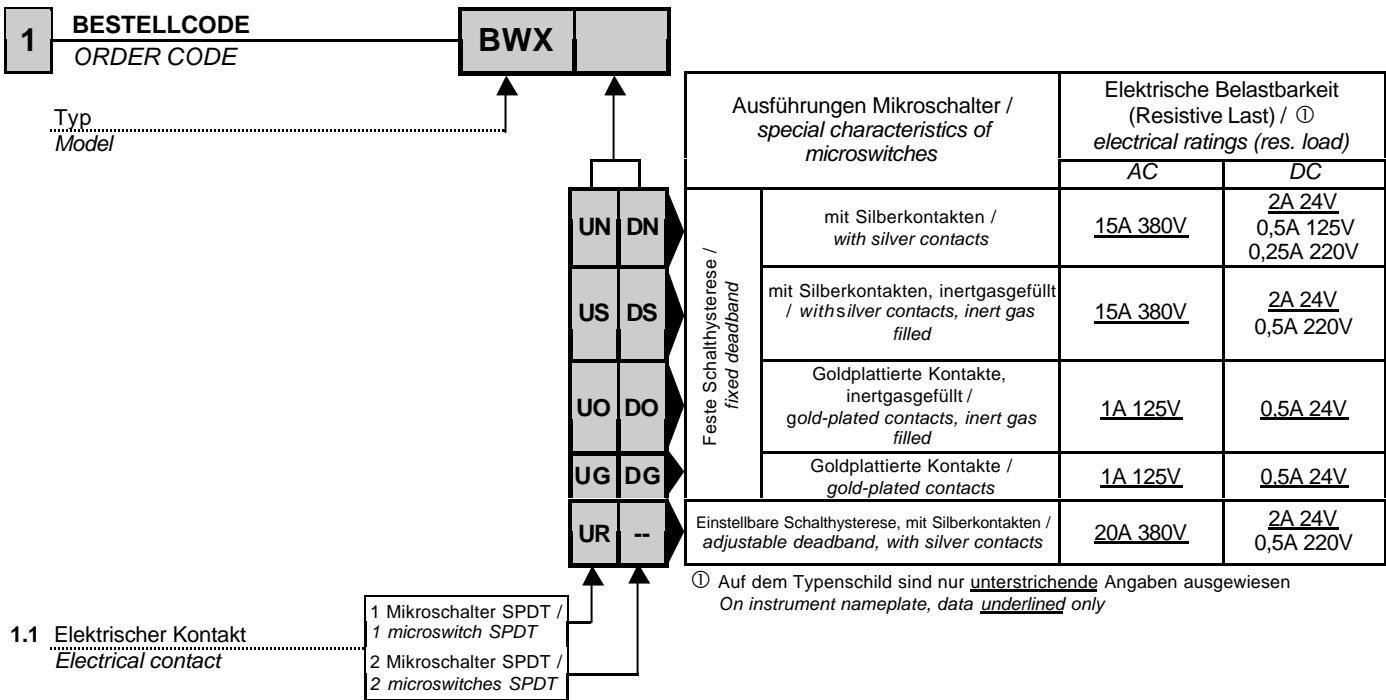 1
BESTELLCODE
ORDER CODE
BWX
Typ
Model
Ausführungen Mikroschalter /
special characteristics of
microswitches
Elektrische Belastbarkeit
(Resistive Last) / ①
electrical ratings (res. load)
AC
DC
Feste Schalthysterese /
fixed deadband
UN DN
mit Silberkontakten /
with silver contacts
15A 380V
2A 24V
0,5A 125V
0,25A 220V
US DS
mit Silberkontakten, inertgasgefüllt
/ withsilver contacts, inert gas
filled
15A 380V
2A 24V
0,5A 220V
UO DO
Goldplattierte Kontakte,
inertgasgefüllt /
gold-plated contacts, inert gas
filled
1A 125V
0,5A 24V
UG DG
Goldplattierte Kontakte /
gold-plated contacts
1A 125V
0,5A 24V
UR --
Einstellbare Schalthysterese, mit Silberkontakten /
adjustable deadband, with silver contacts
20A 380V
2A 24V
0,5A 220V
① Auf dem Typenschild sind nur unterstrichende Angaben ausgewiesen
On instrument nameplate, data underlined only
1.1 Elektrischer Kontakt
Electrical contact
1 Mikroschalter SPDT /
1 microswitch SPDT
2 Mikroschalter SPDT /
2 microswitches SPDT